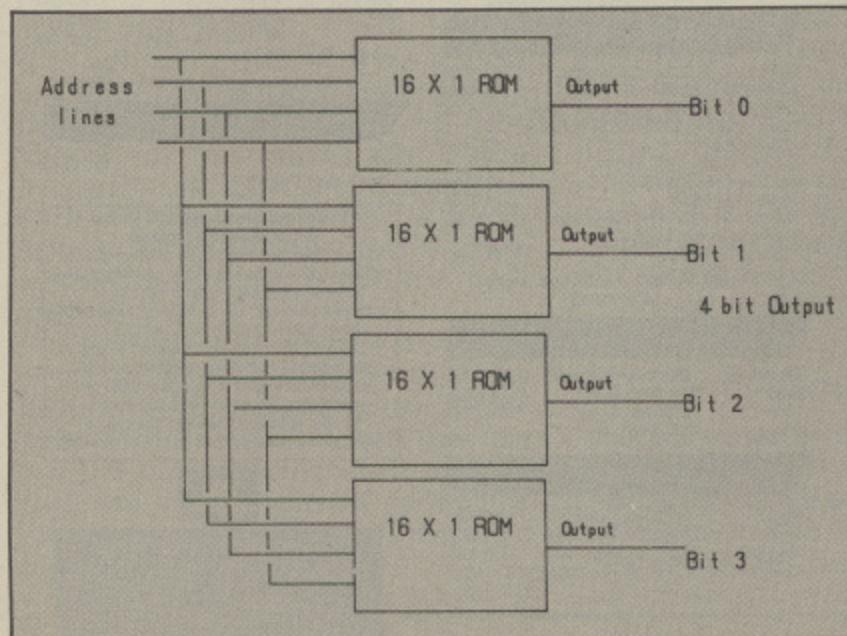 Address
lines
16 X 1 ROM
Output
Bit 0
16 X 1 ROM
Output
Bit 1
4 bit Output
16 X 1 ROM
Output
Bit 2
16 X 1 ROM
Output
Bit 3